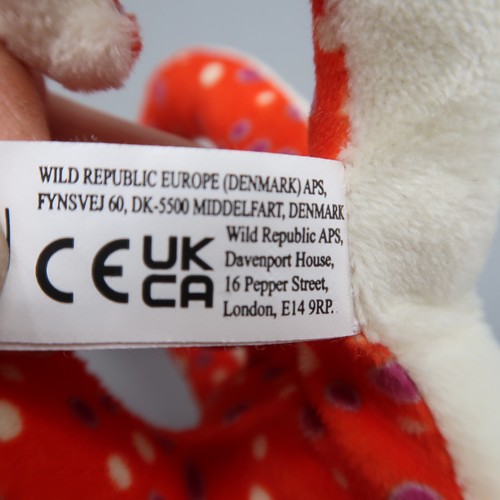 WILD REPUBLIC EUROPE (DENMARK) APS,
FYNSVEJ 60, DK-5500 MIDDELFART, DENMARK
CE
UK
CA
Wild Republic APS,
Davenport House,
16 Pepper Street,
London, E14 9RP.